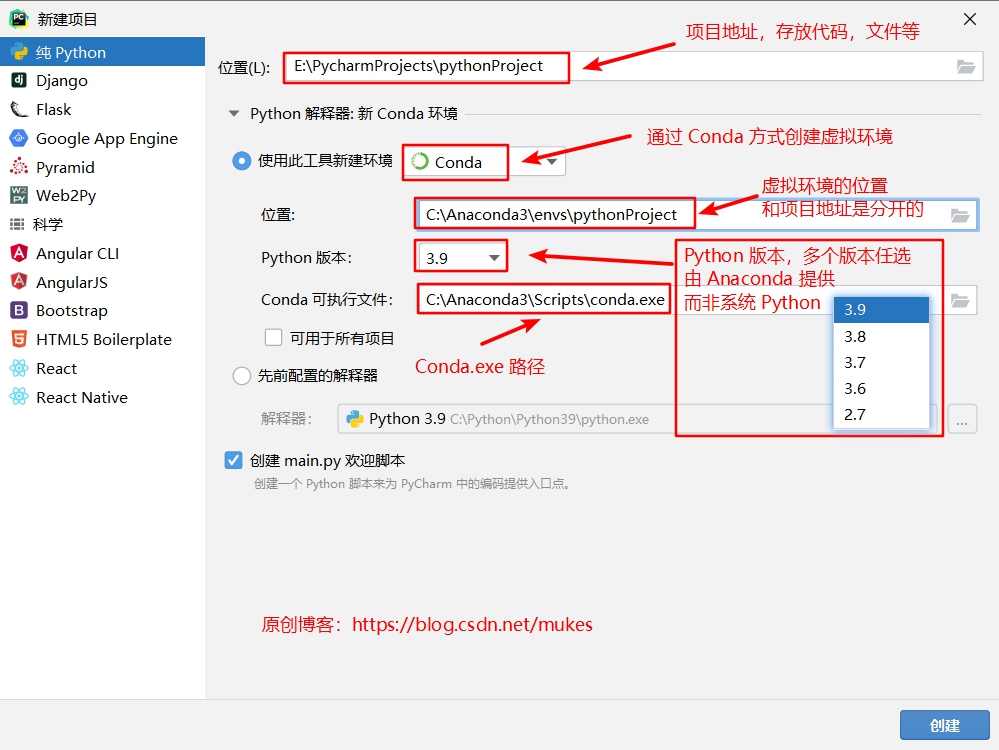 新建项目
纯 Python
Django
Flask
Google App Engine
Pyramid
Web2Py
科学
Angular CLI
AngularJS
Bootstrap
HTML5 Boilerplate
React
React Native
项目地址，存放代码，文件等
位置(L): E:\PycharmProjects\pythonProject
Python 解释器: 新 Conda 环境
通过 Conda 方式创建虚拟环境
使用此工具新建环境 Conda
虚拟环境的位置
和项目地址是分开的
位置: C:\Anaconda3\envs\pythonProject
Python 版本: 3.9
Python 版本，多个版本任选
由 Anaconda 提供
而非系统 Python
3.9
3.8
3.7
3.6
2.7
Conda 可执行文件: C:\Anaconda3\Scripts\conda.exe
可用于所有项目
Conda.exe 路径
先前配置的解释器
解释器: Python 3.9 C:\Python\Python39\python.exe ...
创建 main.py 欢迎脚本
创建一个 Python 脚本来为 PyCharm 中的编码提供入口点。
原创博客：https://blog.csdn.net/mukes
创建